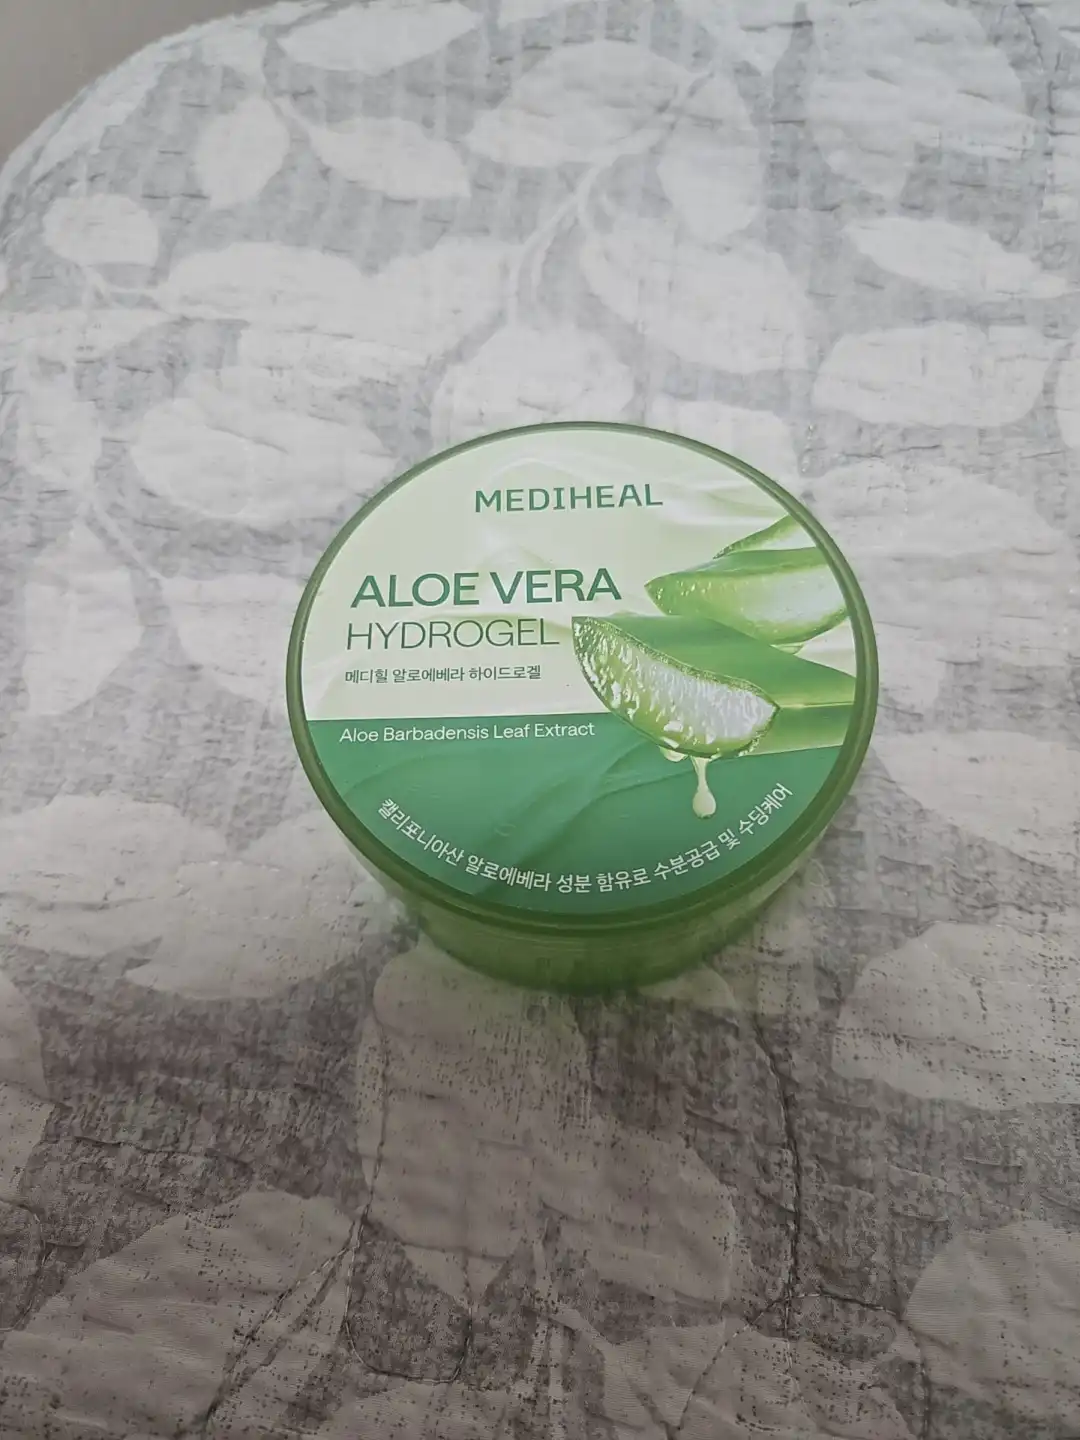 MEDIHEAL
ALOE VERA
HYDROGEL
메디힐 알로에베라 하이드로겔
Aloe Barbadensis Leaf Extract
캘리포니아산 알로에베라 성분 함유로 수분공급 및 수딩케어